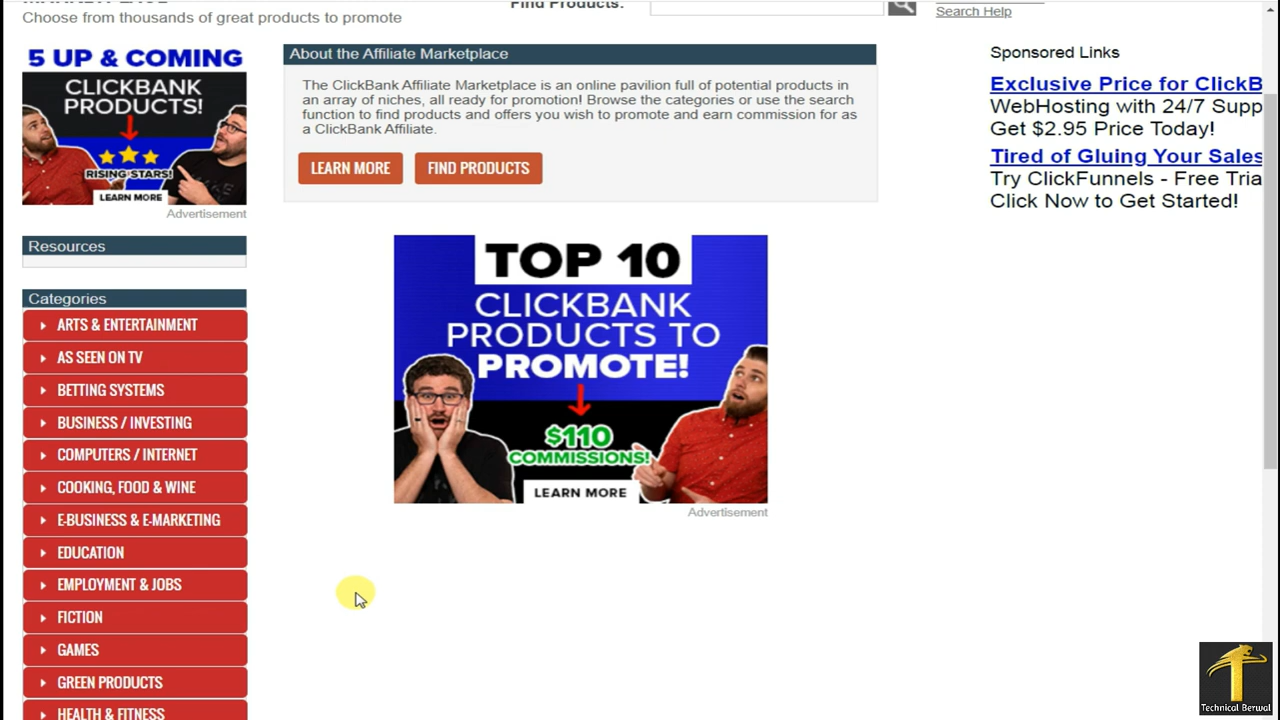 Find Products:
Search Help
Choose from thousands of great products to promote
5 UP & COMING
CLICKBANK
PRODUCTS!
RISING STARS!
LEARN MORE
Advertisement
Resources
Categories
ARTS & ENTERTAINMENT
AS SEEN ON TV
BETTING SYSTEMS
BUSINESS / INVESTING
COMPUTERS / INTERNET
COOKING, FOOD & WINE
E-BUSINESS & E-MARKETING
EDUCATION
EMPLOYMENT & JOBS
FICTION
GAMES
GREEN PRODUCTS
HEALTH & FITNESS
About the Affiliate Marketplace
The ClickBank Affiliate Marketplace is an online pavilion full of potential products in
an array of niches, all ready for promotion! Browse the categories or use the search
function to find products and offers you wish to promote and earn commission for as
a ClickBank Affiliate.
LEARN MORE
FIND PRODUCTS
TOP 10
CLICKBANK
PRODUCTS TO
PROMOTE!
$110
COMMISSIONS!
LEARN MORE
Advertisement
Sponsored Links
Exclusive Price for ClickB
WebHosting with 24/7 Supp
Get $2.95 Price Today!
Tired of Gluing Your Sales
Try ClickFunnels - Free Tria
Click Now to Get Started!
Technical Berwal